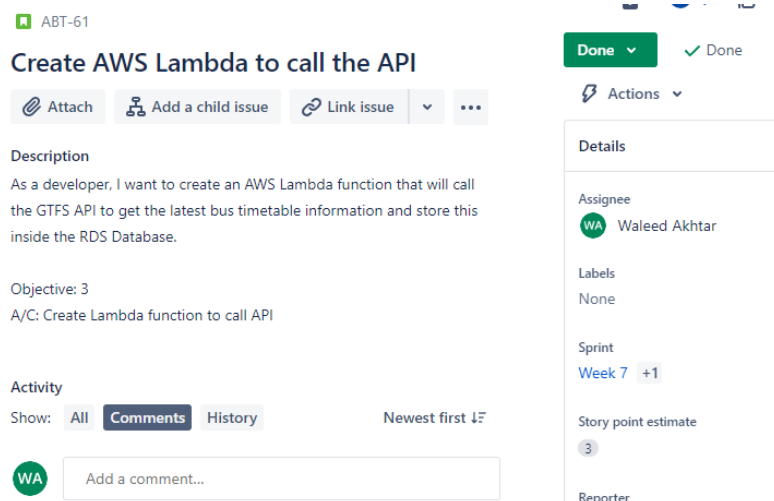 ABT-61
Create AWS Lambda to call the API
Attach
Add a child issue
Link issue
Description
As a developer, I want to create an AWS Lambda function that will call
the GTFS API to get the latest bus timetable information and store this
inside the RDS Database.
Objective: 3
A/C: Create Lambda function to call API
Activity
Show: All Comments History Newest first
WA Add a comment...
Done Done
Actions
Details
Assignee
WA Waleed Akhtar
Labels
None
Sprint
Week 7 +1
Story point estimate
3
Reporter